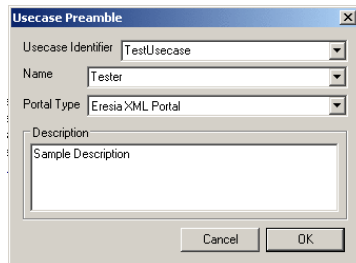 Usecase Preamble
Usecase Identifier TestUsecase
Name Tester
Portal Type Eresia XML Portal
Description
Sample Description
Cancel OK